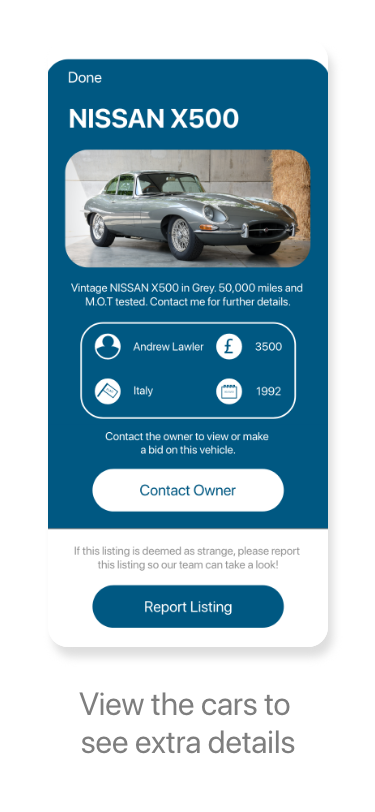 Done
NISSAN X500
Vintage NISSAN X500 in Grey. 50,000 miles and
M.O.T tested. Contact me for further details.
Andrew Lawler £ 3500
Italy 1992
Contact the owner to view or make
a bid on this vehicle.
Contact Owner
If this listing is deemed as strange, please report
this listing so our team can take a look!
Report Listing
View the cars to
see extra details